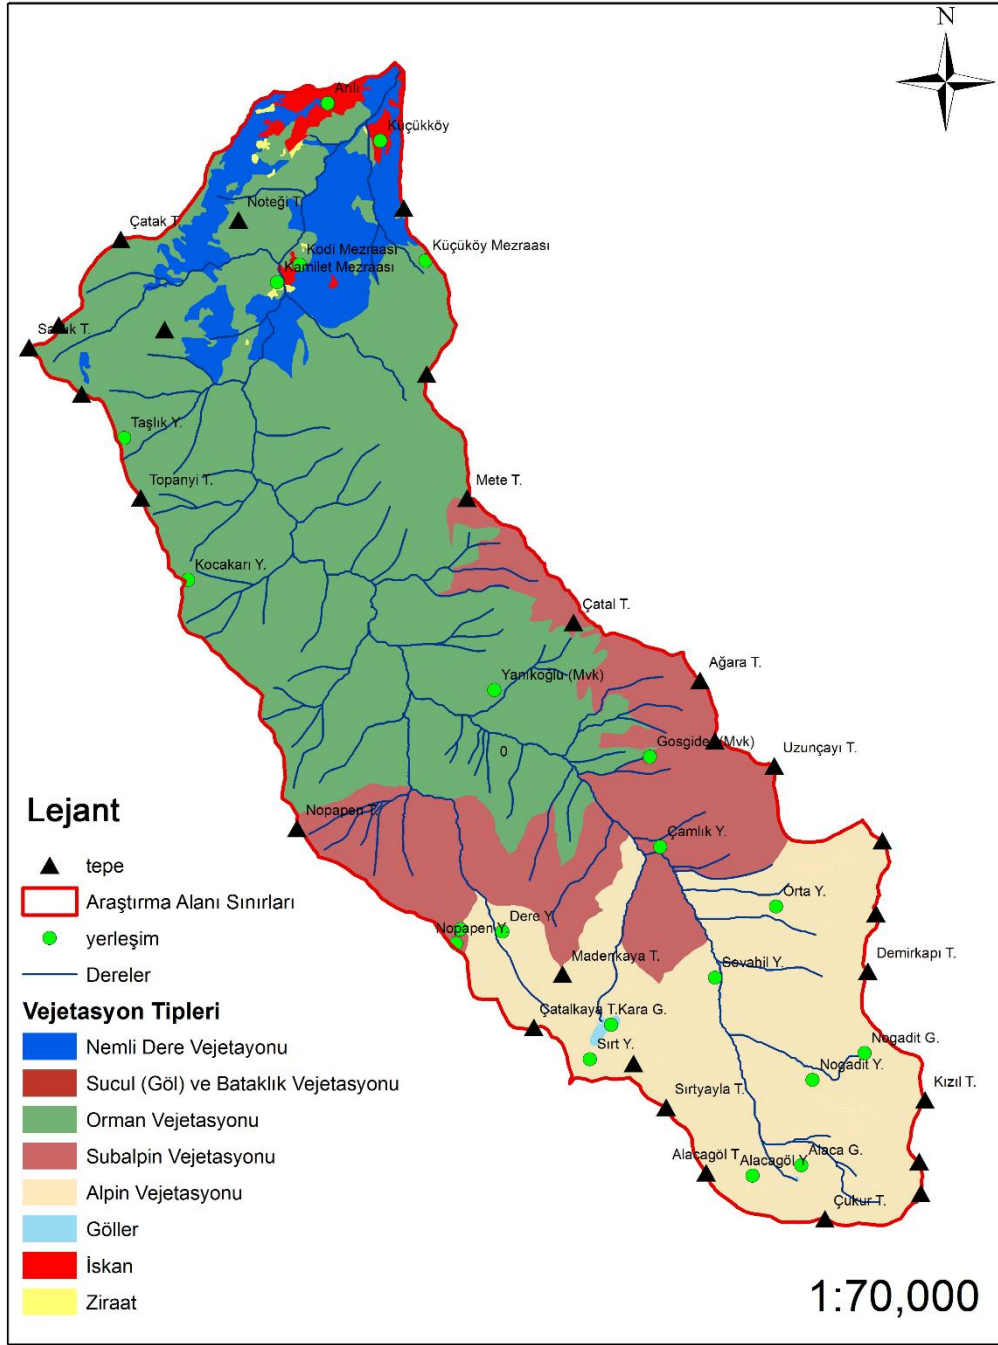 N
Arılı
Küçükköy
Noteği T.
Çatak T.
Küçüköy Mezraası
Kodi Mezraası
Kamilet Mezraası
Taşlık Y.
Topanyi T.
Mete T.
Kocakarı Y.
Çatal T.
Ağara T.
Yanıkoğlu (Mvk)
Gosgider (Mvk)
Uzunçayı T.
0
Nopapen T.
Çamlık Y.
Orta Y.
Nopapen Y.
Dere Y.
Madenkaya T.
Sevahil Y.
Demirkapı T.
Çatalkaya T.
Kara G.
Sırt Y.
Nogadit G.
Nogadit Y.
Kızıl T.
Sırtyayla T.
Alacagöl T.
Alacagöl Y.
Alaca G.
Çukur T.
Lejant
tepe
Araştırma Alanı Sınırları
yerleşim
Dereler
Vejetasyon Tipleri
Nemli Dere Vejetayonu
Sucul (Göl) ve Bataklık Vejetasyonu
Orman Vejetasyonu
Subalpin Vejetasyonu
Alpin Vejetasyonu
Göller
İskan
Ziraat
1:70,000